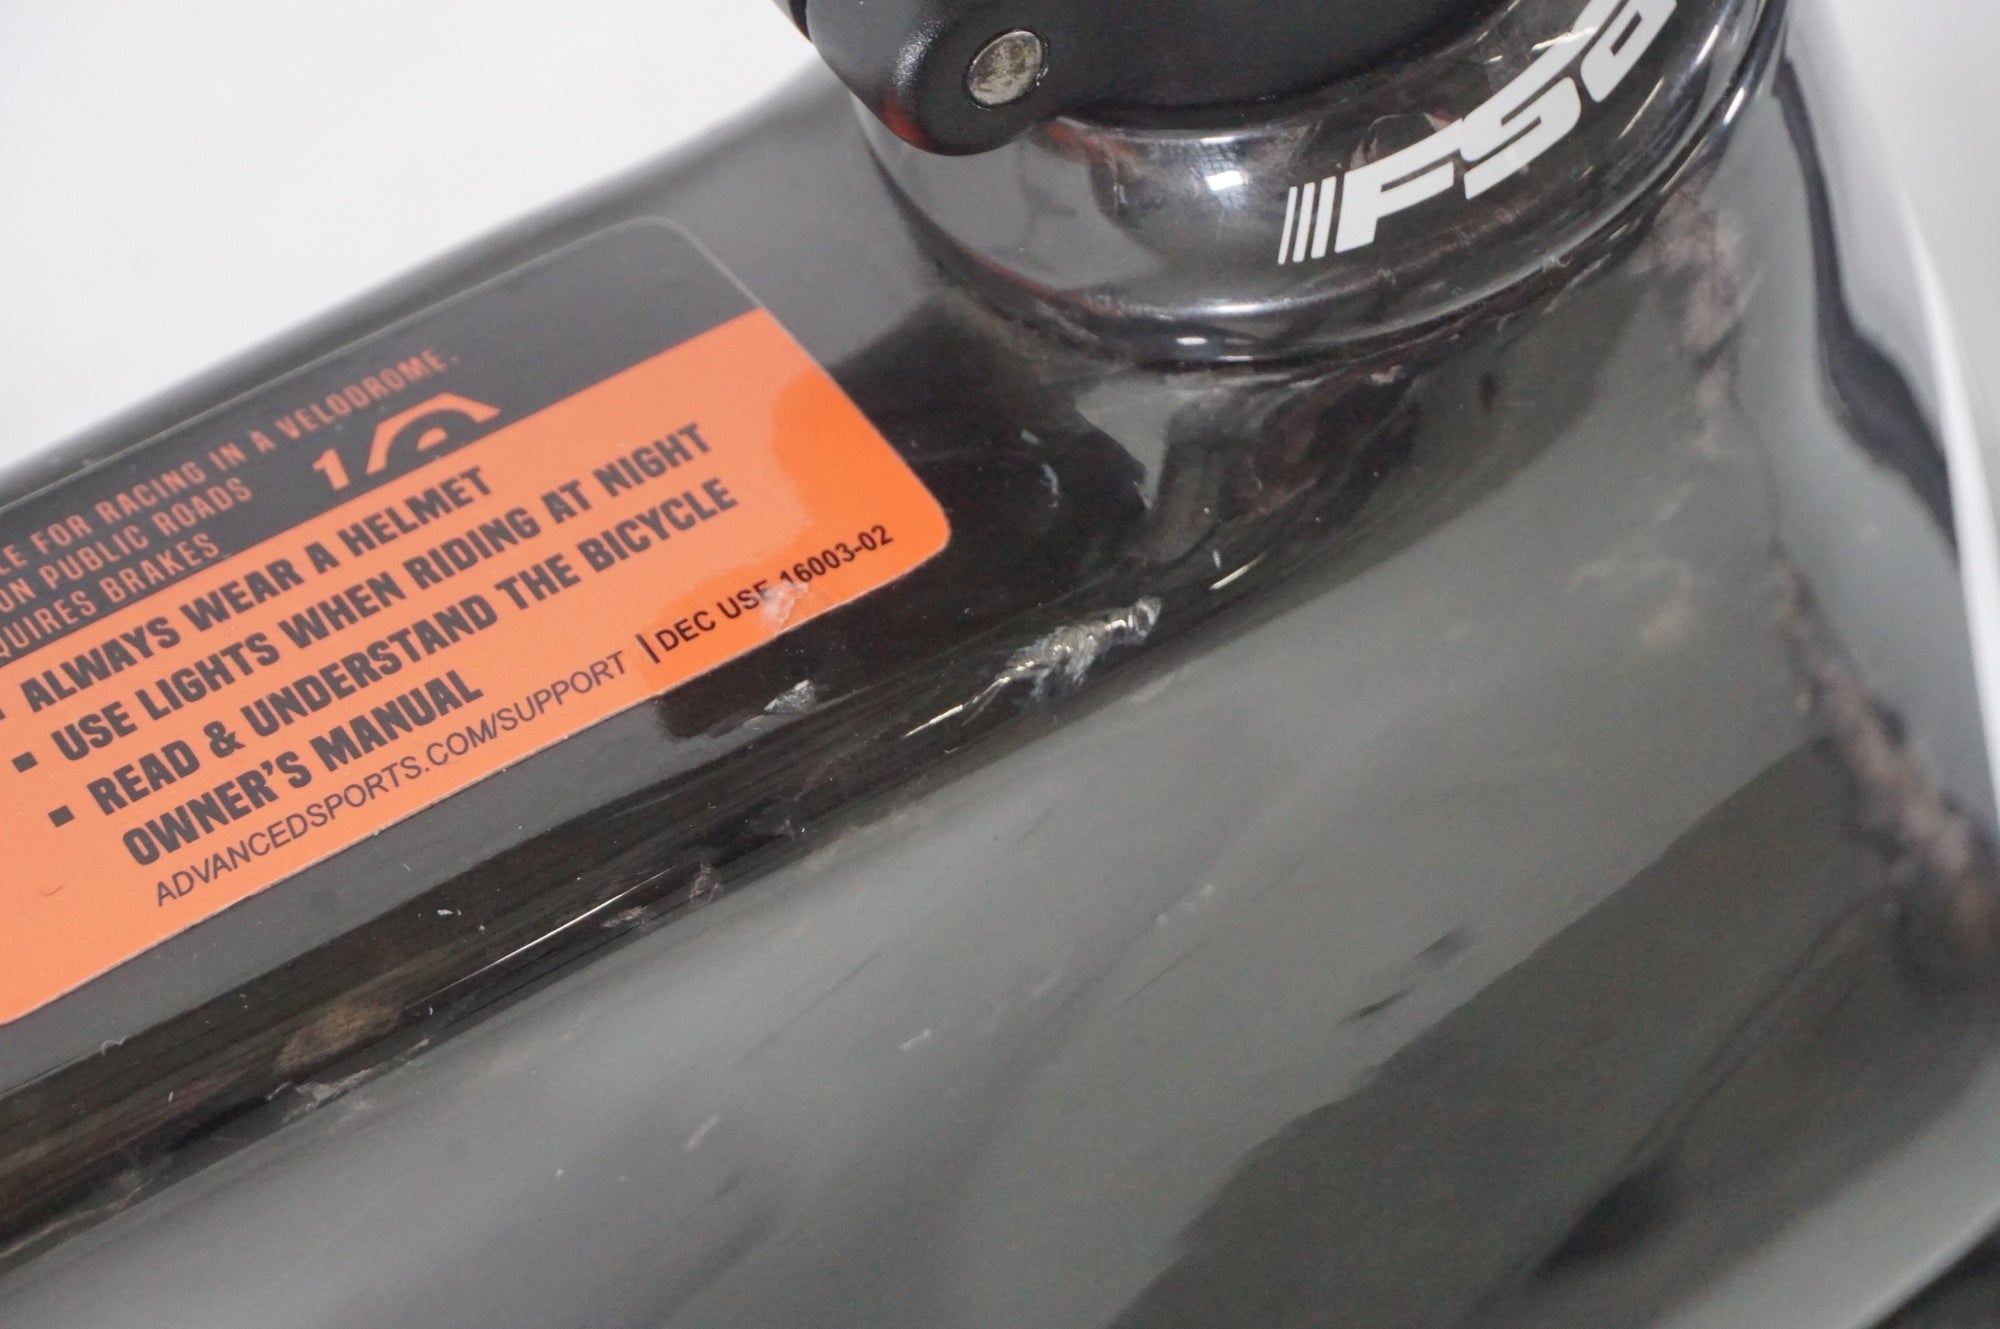 FSA
FOR RACING IN A VELODROME.
ON PUBLIC ROADS
BRAKES
1A
ALWAYS WEAR A HELMET
▪ USE LIGHTS WHEN RIDING AT NIGHT
▪ READ & UNDERSTAND THE BICYCLE
OWNER'S MANUAL
ADVANCEDSPORTS.COM/SUPPORT | DEC USE 16003-02